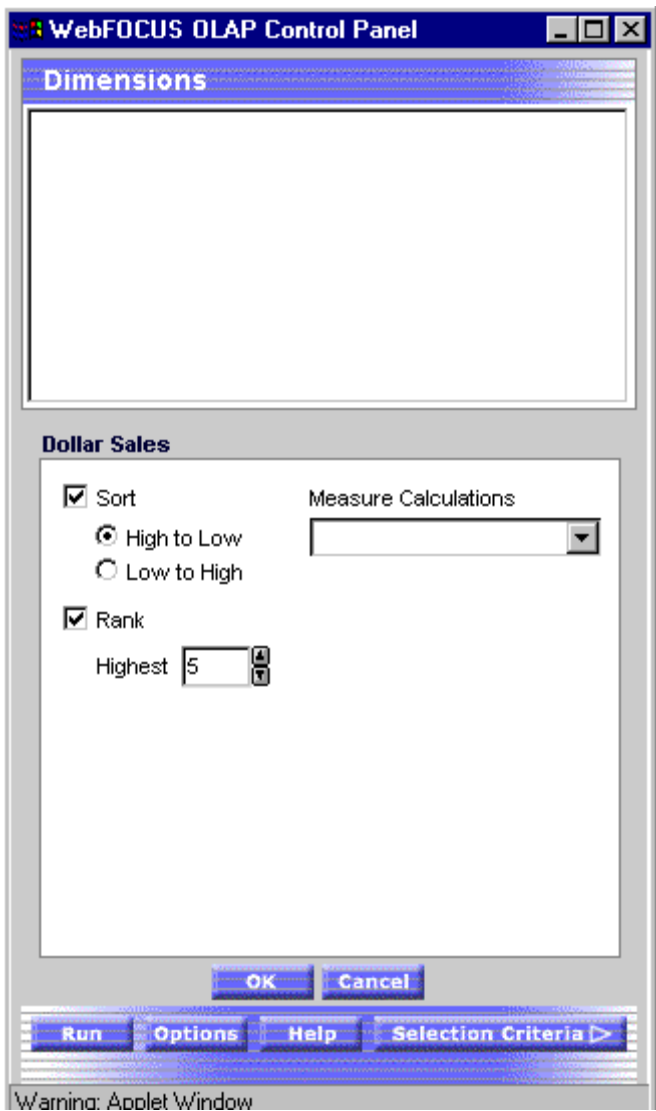 WebFOCUS OLAP Control Panel
Dimensions
Dollar Sales
Sort
Measure Calculations
High to Low
Low to High
Rank
Highest 5
OK Cancel
Run Options Help Selection Criteria
Warning: Applet Window